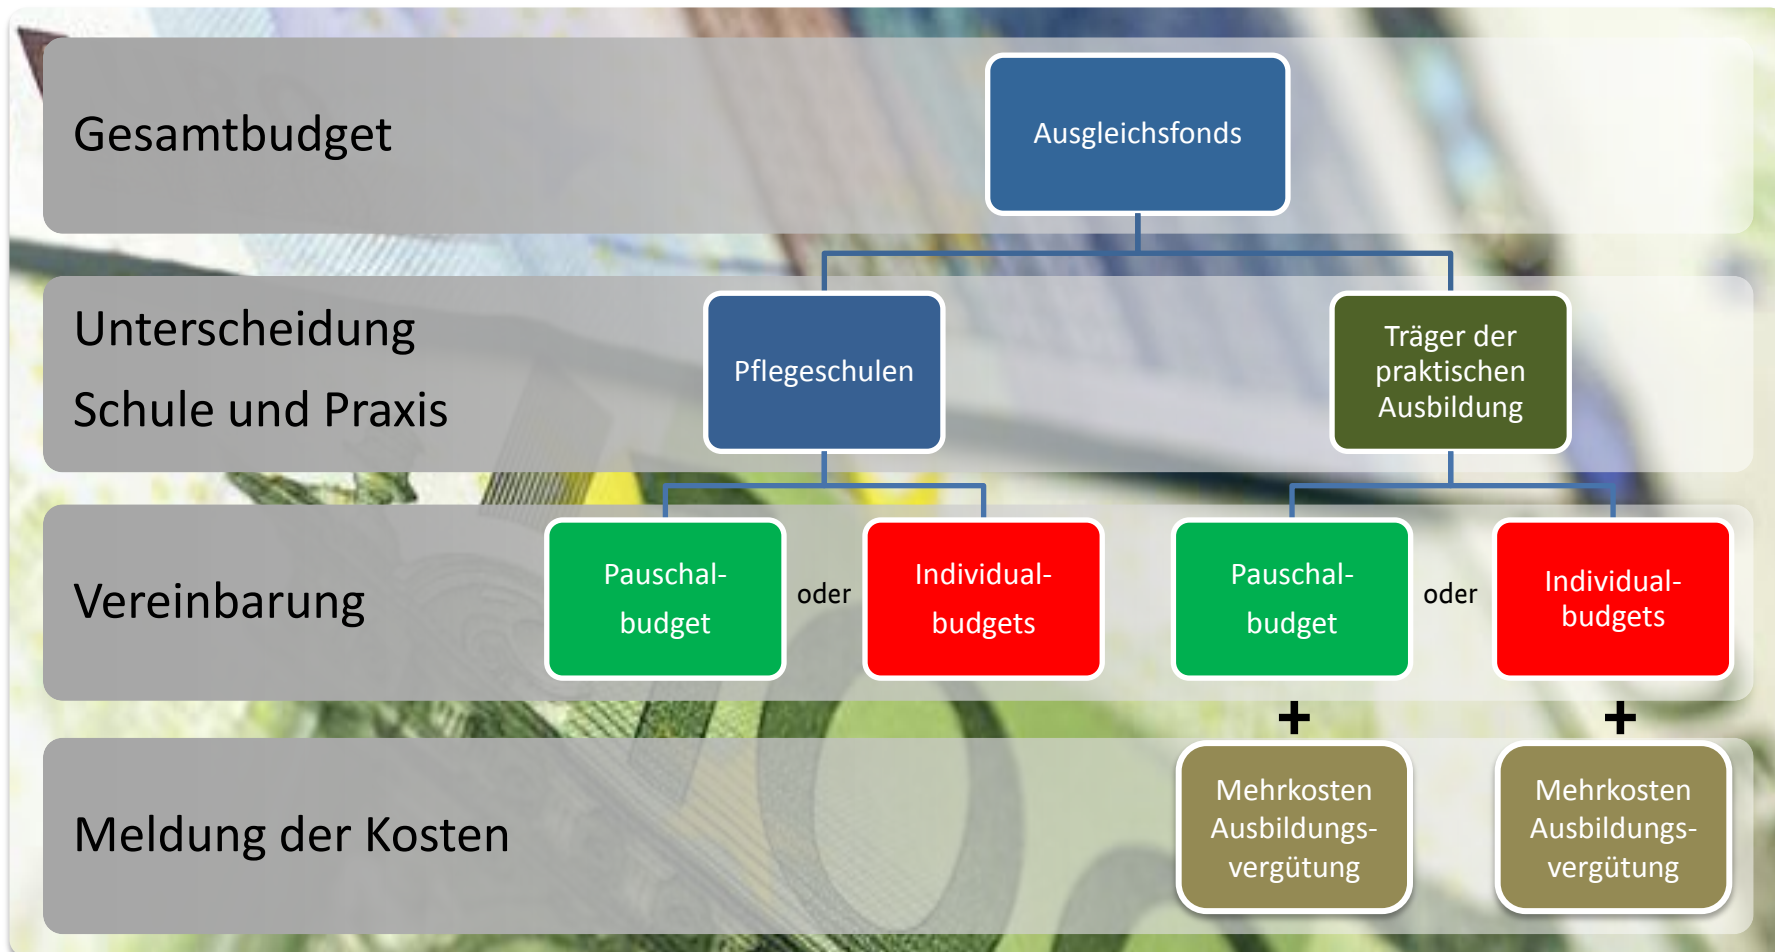 Gesamtbudget
Ausgleichsfonds
Unterscheidung
Schule und Praxis
Pflegeschulen
Träger der
praktischen
Ausbildung
Vereinbarung
Pauschal-
budget
oder
Individual-
budgets
Pauschal-
budget
oder
Individual-
budgets
+
+
Meldung der Kosten
Mehrkosten
Ausbildungs-
vergütung
Mehrkosten
Ausbildungs-
vergütung